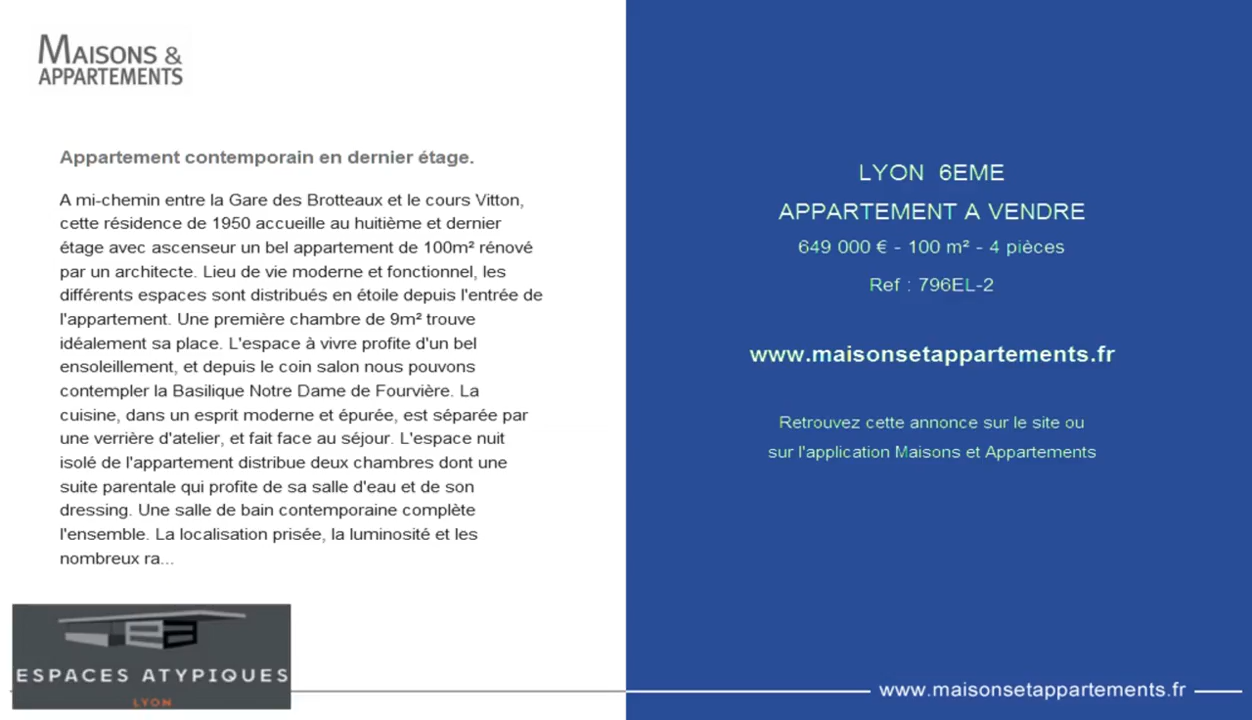 MAISONS &
APPARTEMENTS
Appartement contemporain en dernier étage.
A mi-chemin entre la Gare des Brotteaux et le cours Vitton,
cette résidence de 1950 accueille au huitième et dernier
étage avec ascenseur un bel appartement de 100m² rénové
par un architecte. Lieu de vie moderne et fonctionnel, les
différents espaces sont distribués en étoile depuis l'entrée de
l'appartement. Une première chambre de 9m² trouve
idéalement sa place. L'espace à vivre profite d'un bel
ensoleillement, et depuis le coin salon nous pouvons
contempler la Basilique Notre Dame de Fourvière. La
cuisine, dans un esprit moderne et épurée, est séparée par
une verrière d'atelier, et fait face au séjour. L'espace nuit
isolé de l'appartement distribue deux chambres dont une
suite parentale qui profite de sa salle d'eau et de son
dressing. Une salle de bain contemporaine complète
l'ensemble. La localisation prisée, la luminosité et les
nombreux ra...
ea
ESPACES ATYPIQUES
LYON
LYON 6EME
APPARTEMENT A VENDRE
649 000 € - 100 m² - 4 pièces
Ref : 796EL-2
www.maisonsetappartements.fr
Retrouvez cette annonce sur le site ou
sur l'application Maisons et Appartements
www.maisonsetappartements.fr